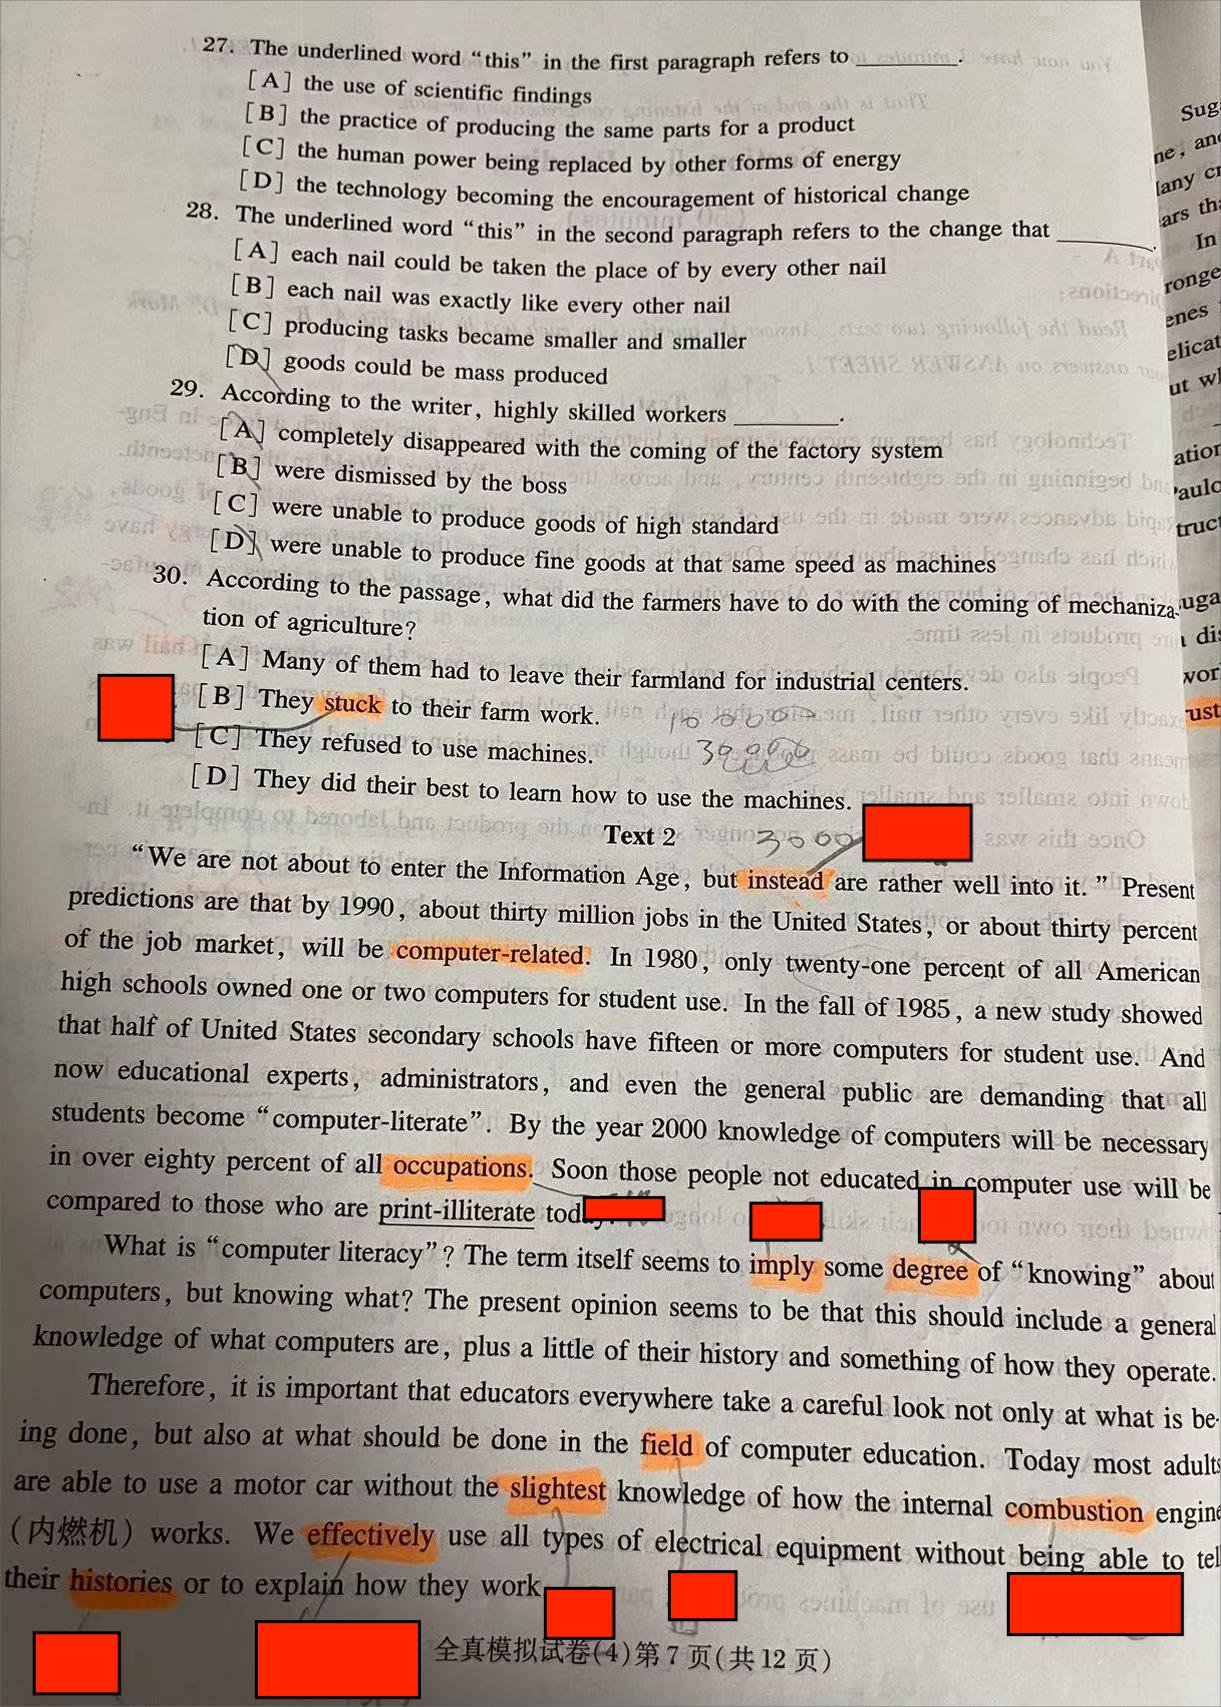 27. The underlined word “this” in the first paragraph refers to ________.
[A] the use of scientific findings
[B] the practice of producing the same parts for a product
[C] the human power being replaced by other forms of energy
[D] the technology becoming the encouragement of historical change
28. The underlined word “this” in the second paragraph refers to the change that ________.
[A] each nail could be taken the place of by every other nail
[B] each nail was exactly like every other nail
[C] producing tasks became smaller and smaller
[D] goods could be mass produced
29. According to the writer, highly skilled workers ________.
[A] completely disappeared with the coming of the factory system
[B] were dismissed by the boss
[C] were unable to produce goods of high standard
[D] were unable to produce fine goods at that same speed as machines
30. According to the passage, what did the farmers have to do with the coming of mechaniza-
tion of agriculture?
[A] Many of them had to leave their farmland for industrial centers.
[B] They stuck to their farm work.
[C] They refused to use machines.
[D] They did their best to learn how to use the machines.
Text 2
“We are not about to enter the Information Age, but instead are rather well into it.” Present
predictions are that by 1990, about thirty million jobs in the United States, or about thirty percent
of the job market, will be computer-related. In 1980, only twenty-one percent of all American
high schools owned one or two computers for student use. In the fall of 1985, a new study showed
that half of United States secondary schools have fifteen or more computers for student use. And
now educational experts, administrators, and even the general public are demanding that all
students become “computer-literate”. By the year 2000 knowledge of computers will be necessary
in over eighty percent of all occupations. Soon those people not educated in computer use will be
compared to those who are print-illiterate today.
What is “computer literacy”? The term itself seems to imply some degree of “knowing” about
computers, but knowing what? The present opinion seems to be that this should include a general
knowledge of what computers are, plus a little of their history and something of how they operate.
Therefore, it is important that educators everywhere take a careful look not only at what is be-
ing done, but also at what should be done in the field of computer education. Today most adults
are able to use a motor car without the slightest knowledge of how the internal combustion engine
(内燃机) works. We effectively use all types of electrical equipment without being able to tell
their histories or to explain how they work
全真模拟试卷(4)第 7 页(共 12 页)